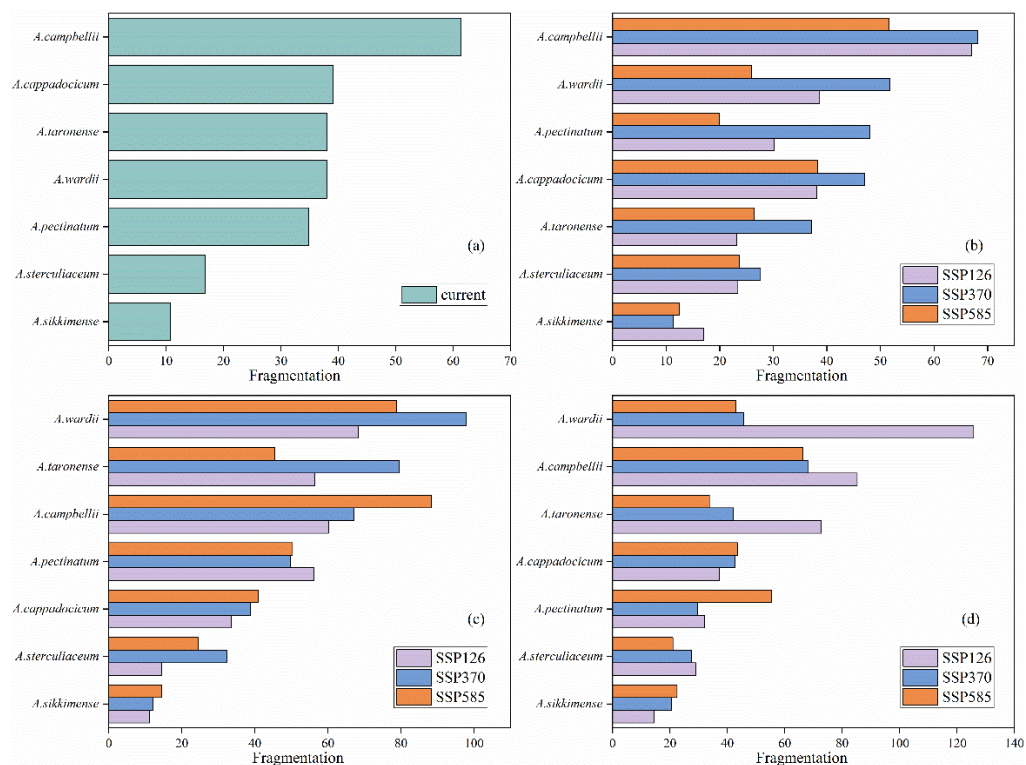 A.campbellii
A.cappadocicum
A.taronense
A.wardii
A.pectinatum
A.sterculiaceum
A.sikkimense
(a)
current
0 10 20 30 40 50 60 70
Fragmentation
A.campbellii
A.wardii
A.pectinatum
A.cappadocicum
A.taronense
A.sterculiaceum
A.sikkimense
(b)
SSP126
SSP370
SSP585
0 10 20 30 40 50 60 70
Fragmentation
A.wardii
A.taronense
A.campbellii
A.pectinatum
A.cappadocicum
A.sterculiaceum
A.sikkimense
(c)
SSP126
SSP370
SSP585
0 20 40 60 80 100
Fragmentation
A.wardii
A.campbellii
A.taronense
A.cappadocicum
A.pectinatum
A.sterculiaceum
A.sikkimense
(d)
SSP126
SSP370
SSP585
0 20 40 60 80 100 120 140
Fragmentation